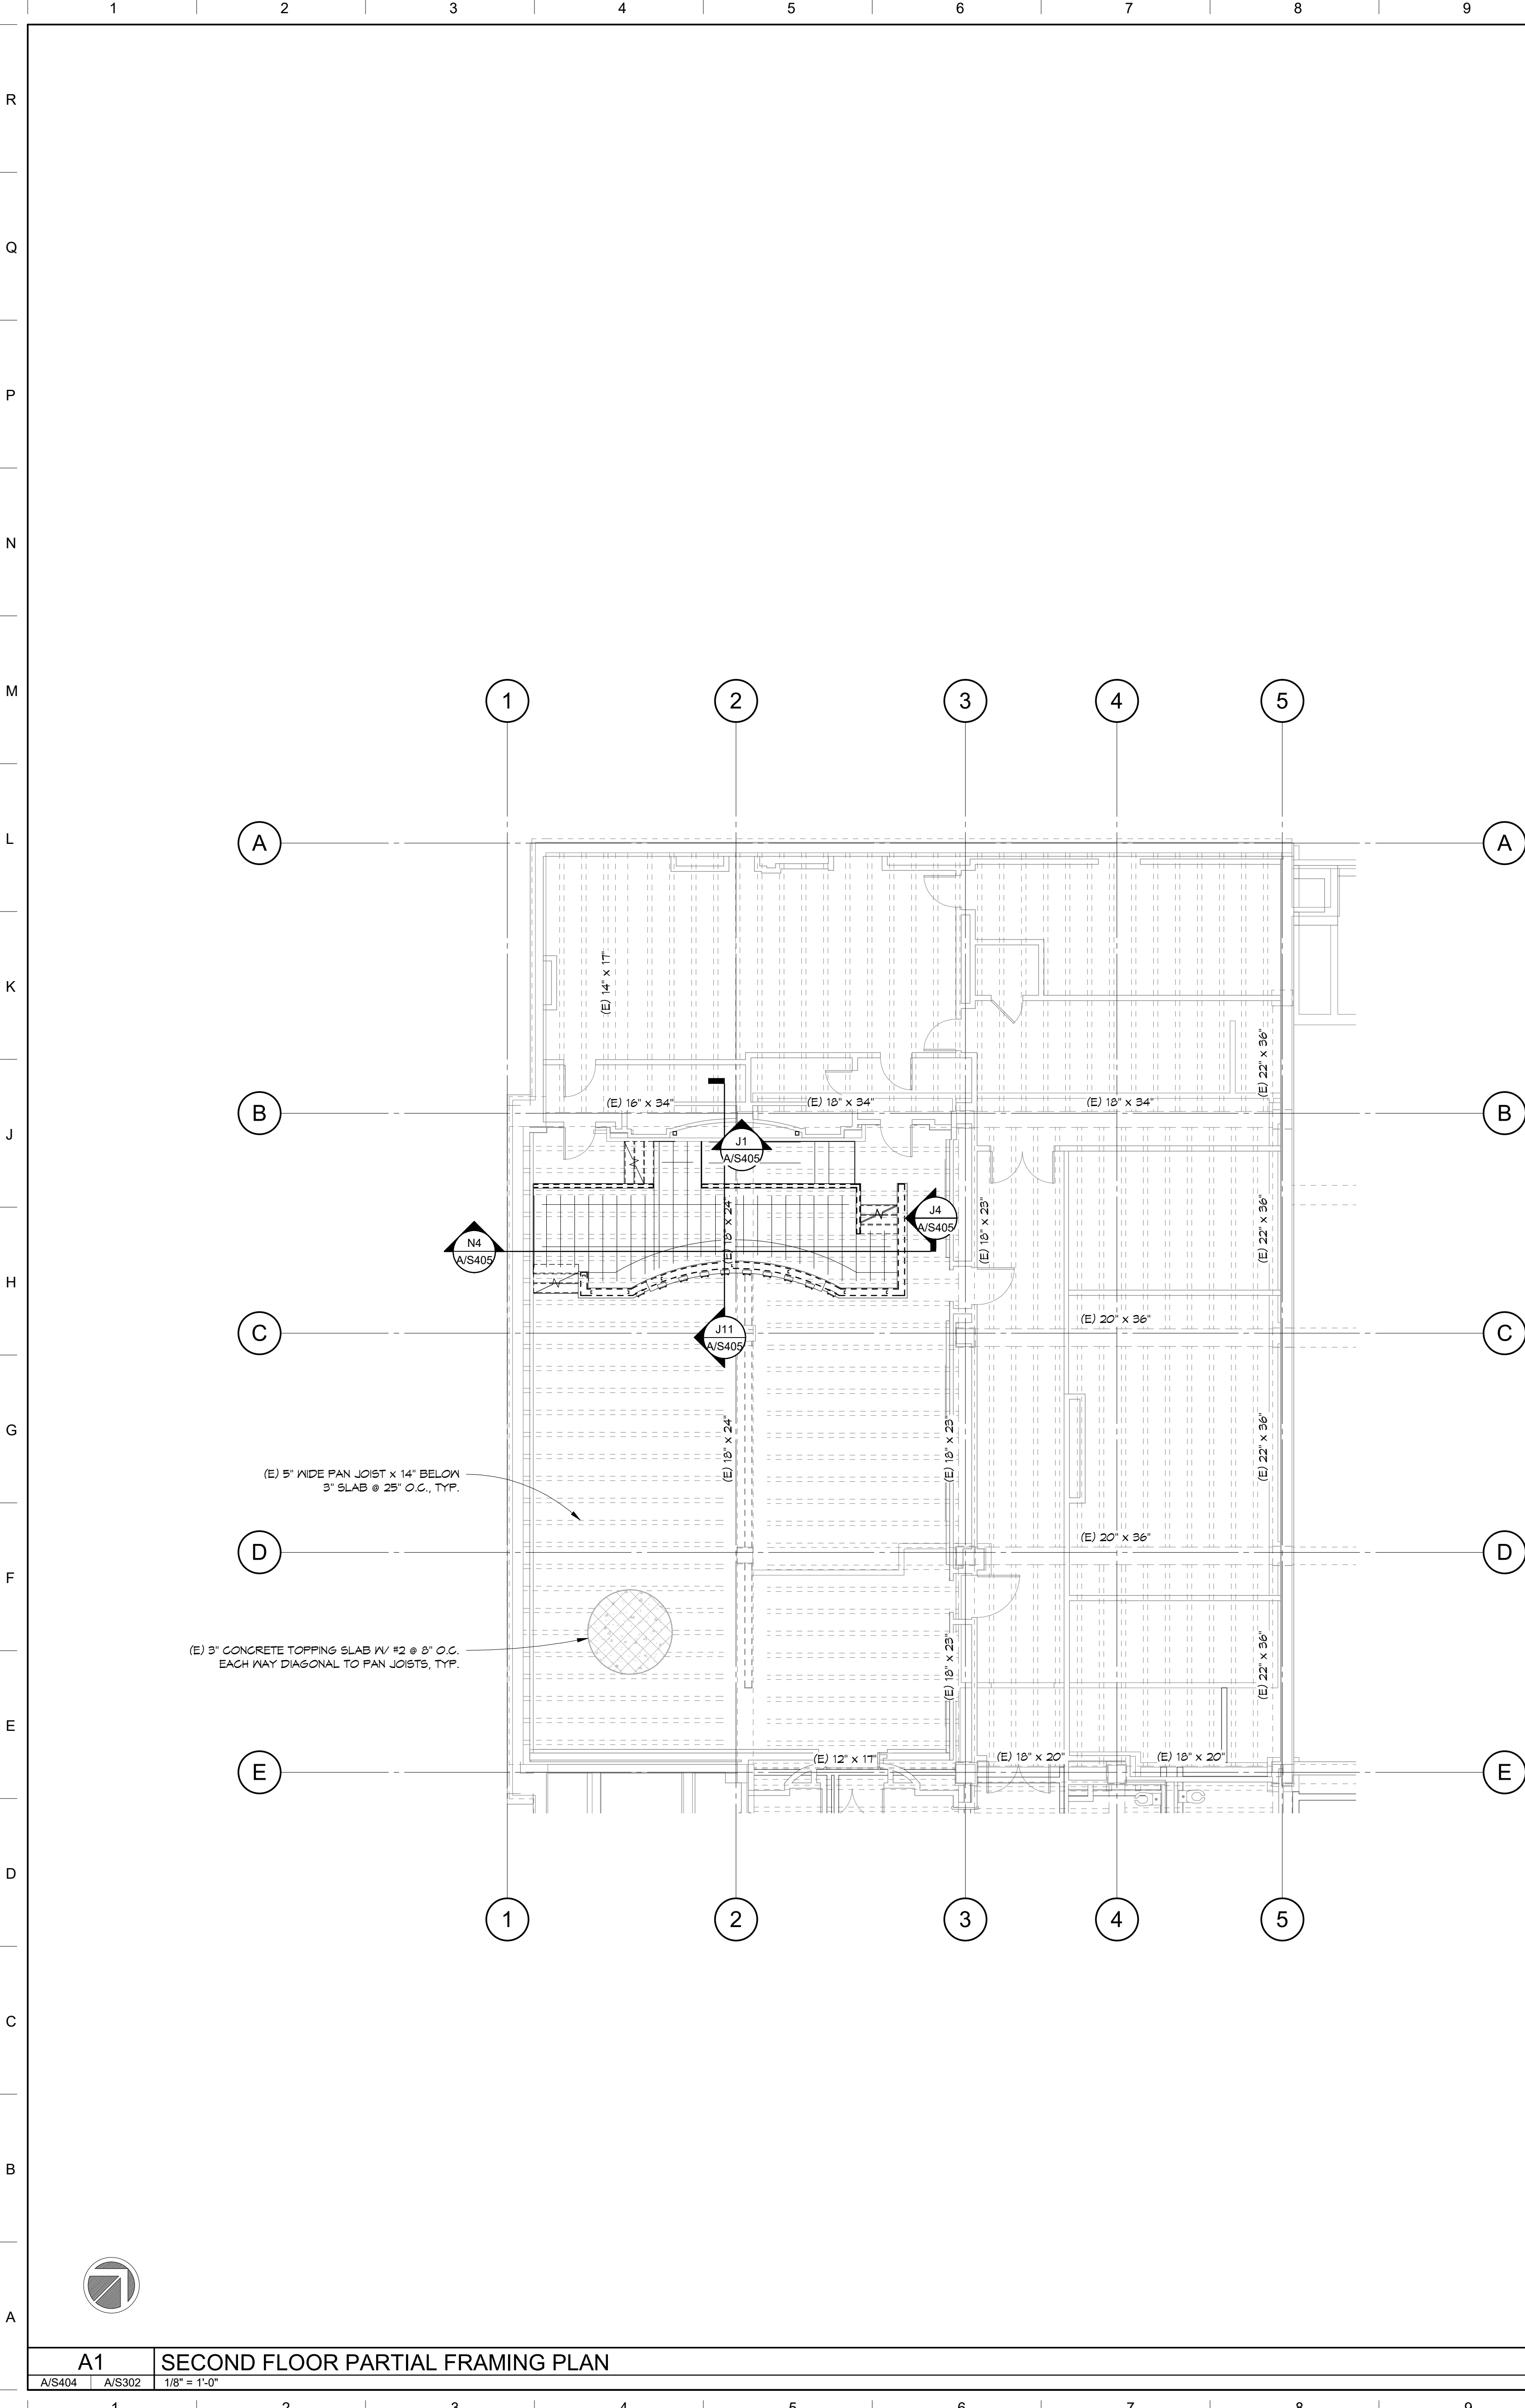 1 2 3 4 5 6 7 8 9
R
Q
P
N
M
1 2 3 4 5
L
A A
K
(E) 14" x 17"
(E) 22" x 36"
(E) 16" x 34" (E) 18" x 34" (E) 18" x 34"
B B
J
J1
A/S405
(E) 18" x 24"
J4
A/S405
(E) 18" x 23"
(E) 22" x 36"
N4
A/S405
H
(E) 20" x 36"
J11
A/S405
C C
G
(E) 18" x 24"
(E) 18" x 23"
(E) 22" x 36"
(E) 5" WIDE PAN JOIST x 14" BELOW
3" SLAB @ 25" O.C., TYP.
(E) 20" x 36"
D D
F
(E) 3" CONCRETE TOPPING SLAB W/ #2 @ 8" O.C.
EACH WAY DIAGONAL TO PAN JOISTS, TYP.
(E) 18" x 23"
(E) 22" x 36"
E
(E) 12" x 17" (E) 18" x 20" (E) 18" x 20"
E E
D
1 2 3 4 5
C
B
A
A1 SECOND FLOOR PARTIAL FRAMING PLAN
A/S404 A/S302 1/8" = 1'-0"
1 2 3 4 5 6 7 8 9